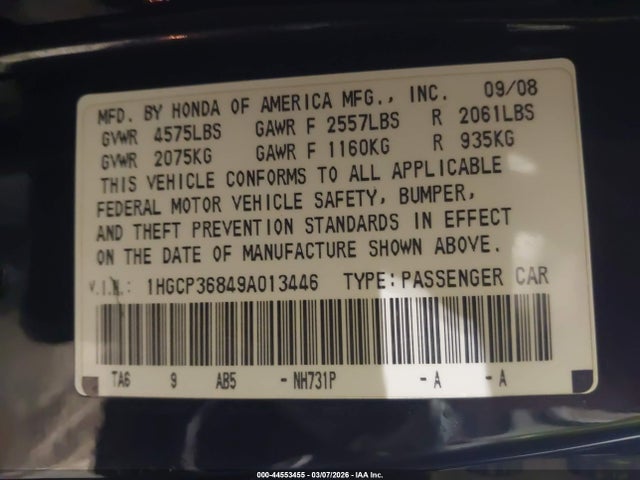 MFD. BY HONDA OF AMERICA MFG., INC. 09/08
GVWR 4575LBS GAWR F 2557LBS R 2061LBS
GVWR 2075KG GAWR F 1160KG R 935KG
THIS VEHICLE CONFORMS TO ALL APPLICABLE
FEDERAL MOTOR VEHICLE SAFETY, BUMPER,
AND THEFT PREVENTION STANDARDS IN EFFECT
ON THE DATE OF MANUFACTURE SHOWN ABOVE.
V.I.N.: 1HGCP36849A013446 TYPE: PASSENGER CAR
TA6 9 AB5 -NH731P -A -A
000-44553455 | 03/07/2026 | IAA Inc.